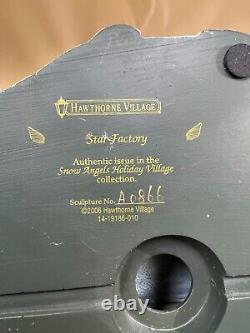 HAWTHORNE VILLAGE
Star Factory
Authentic issue in the
Snow Angels Holiday Village
collection.
Sculpture No. A0866
©2006 Hawthorne Village
14-19186-010